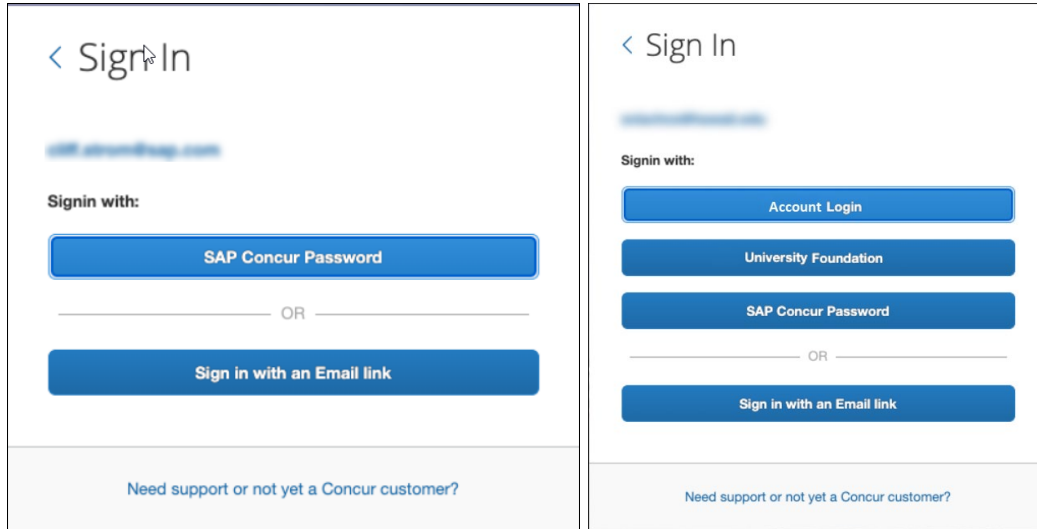 Sign In
Signin with:
SAP Concur Password
OR
Sign in with an Email link
Need support or not yet a Concur customer?
Sign In
Signin with:
Account Login
University Foundation
SAP Concur Password
OR
Sign in with an Email link
Need support or not yet a Concur customer?